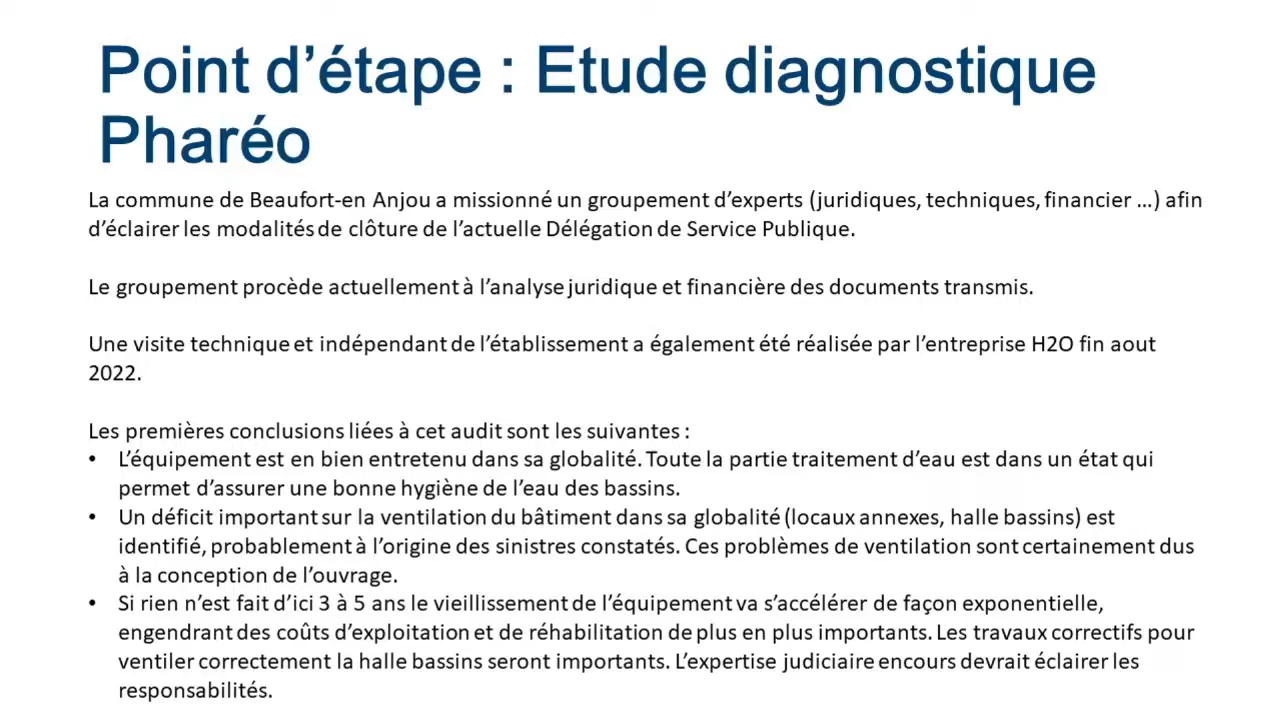 Point d’étape : Etude diagnostique
Pharéo
La commune de Beaufort-en Anjou a missionné un groupement d’experts (juridiques, techniques, financier …) afin
d’éclairer les modalités de clôture de l’actuelle Délégation de Service Publique.
Le groupement procède actuellement à l’analyse juridique et financière des documents transmis.
Une visite technique et indépendant de l’établissement a également été réalisée par l’entreprise H2O fin aout
2022.
Les premières conclusions liées à cet audit sont les suivantes :
• L’équipement est en bien entretenu dans sa globalité. Toute la partie traitement d’eau est dans un état qui
permet d’assurer une bonne hygiène de l’eau des bassins.
• Un déficit important sur la ventilation du bâtiment dans sa globalité (locaux annexes, halle bassins) est
identifié, probablement à l’origine des sinistres constatés. Ces problèmes de ventilation sont certainement dus
à la conception de l’ouvrage.
• Si rien n’est fait d’ici 3 à 5 ans le vieillissement de l’équipement va s’accélérer de façon exponentielle,
engendrant des coûts d’exploitation et de réhabilitation de plus en plus importants. Les travaux correctifs pour
ventiler correctement la halle bassins seront importants. L’expertise judiciaire encours devrait éclairer les
responsabilités.